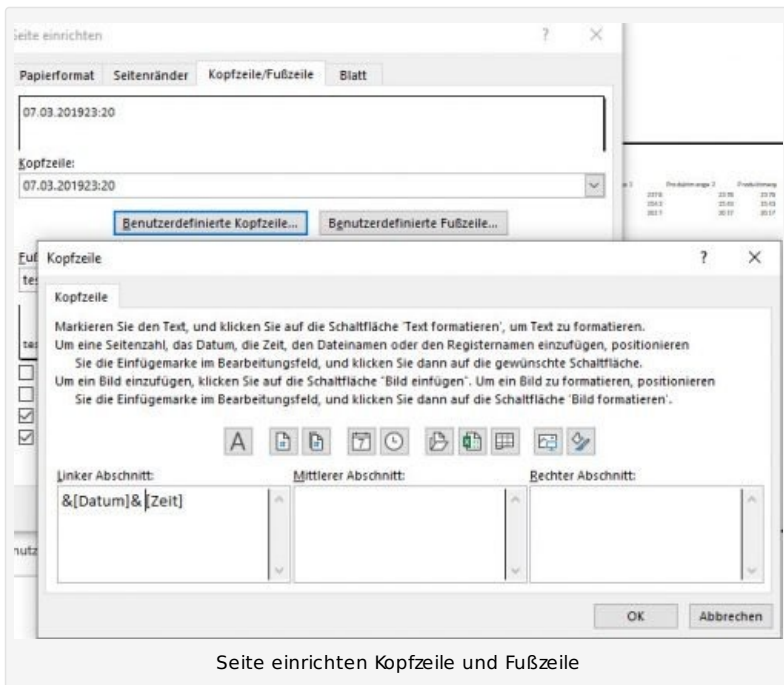 Seite einrichten
?
Papierformat Seitenränder Kopfzeile/Fußzeile Blatt
07.03.201923:20
Kopfzeile:
07.03.201923:20
Benutzerdefinierte Kopfzeile... Benutzerdefinierte Fußzeile...
Kopfzeile
?
Kopfzeile
Markieren Sie den Text, und klicken Sie auf die Schaltfläche 'Text formatieren', um Text zu formatieren.
Um eine Seitenzahl, das Datum, die Zeit, den Dateinamen oder den Registernamen einzufügen, positionieren
Sie die Einfügemarke im Bearbeitungsfeld, und klicken Sie dann auf die gewünschte Schaltfläche.
Um ein Bild einzufügen, klicken Sie auf die Schaltfläche "Bild einfügen". Um ein Bild zu formatieren, positionieren
Sie die Einfügemarke im Bearbeitungsfeld, und klicken Sie dann auf die Schaltfläche 'Bild formatieren'.
A 7
Linker Abschnitt: Mittlerer Abschnitt: Rechter Abschnitt:
&[Datum]& [Zeit]
OK Abbrechen
Seite einrichten Kopfzeile und Fußzeile